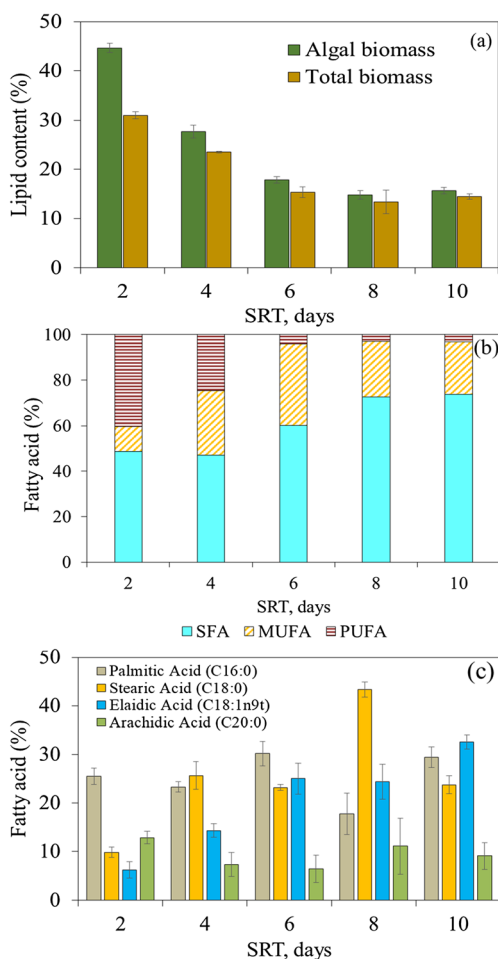 50
40
30
20
10
0
Lipid content (%)
(a)
Algal biomass
Total biomass
2 4 6 8 10
SRT, days
100
80
60
40
20
0
Fatty acid (%)
(b)
2 4 6 8 10
SRT, days
SFA MUFA PUFA
50
40
30
20
10
0
Fatty acid (%)
(c)
Palmitic Acid (C16:0)
Stearic Acid (C18:0)
Elaidic Acid (C18:1n9t)
Arachidic Acid (C20:0)
2 4 6 8 10
SRT, days